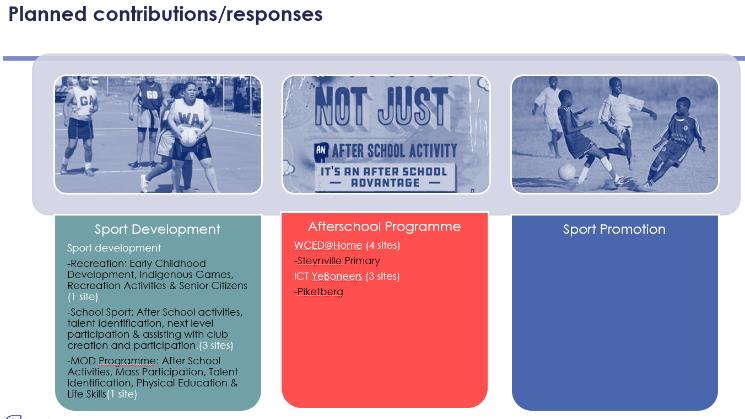 Planned contributions/responses
GA
GD
WA
NOT JUST
AN AFTER SCHOOL ACTIVITY
IT'S AN AFTER SCHOOL
ADVANTAGE
Sport Development
Sport development
-Recreation: Early Childhood
Development, Indigenous Games,
Recreation Activities & Senior Citizens
(1 site)
-School Sport: After School activities,
talent identification, next level
participation & assisting with club
creation and participation.(3 sites)
-MOD Programme: After School
Activities, Mass Participation, Talent
Identification, Physical Education &
Life Skills(1 site)
Afterschool Programme
WCED@Home (4 sites)
-Steynville Primary
ICT YeBoneers (3 sites)
-Piketberg
Sport Promotion